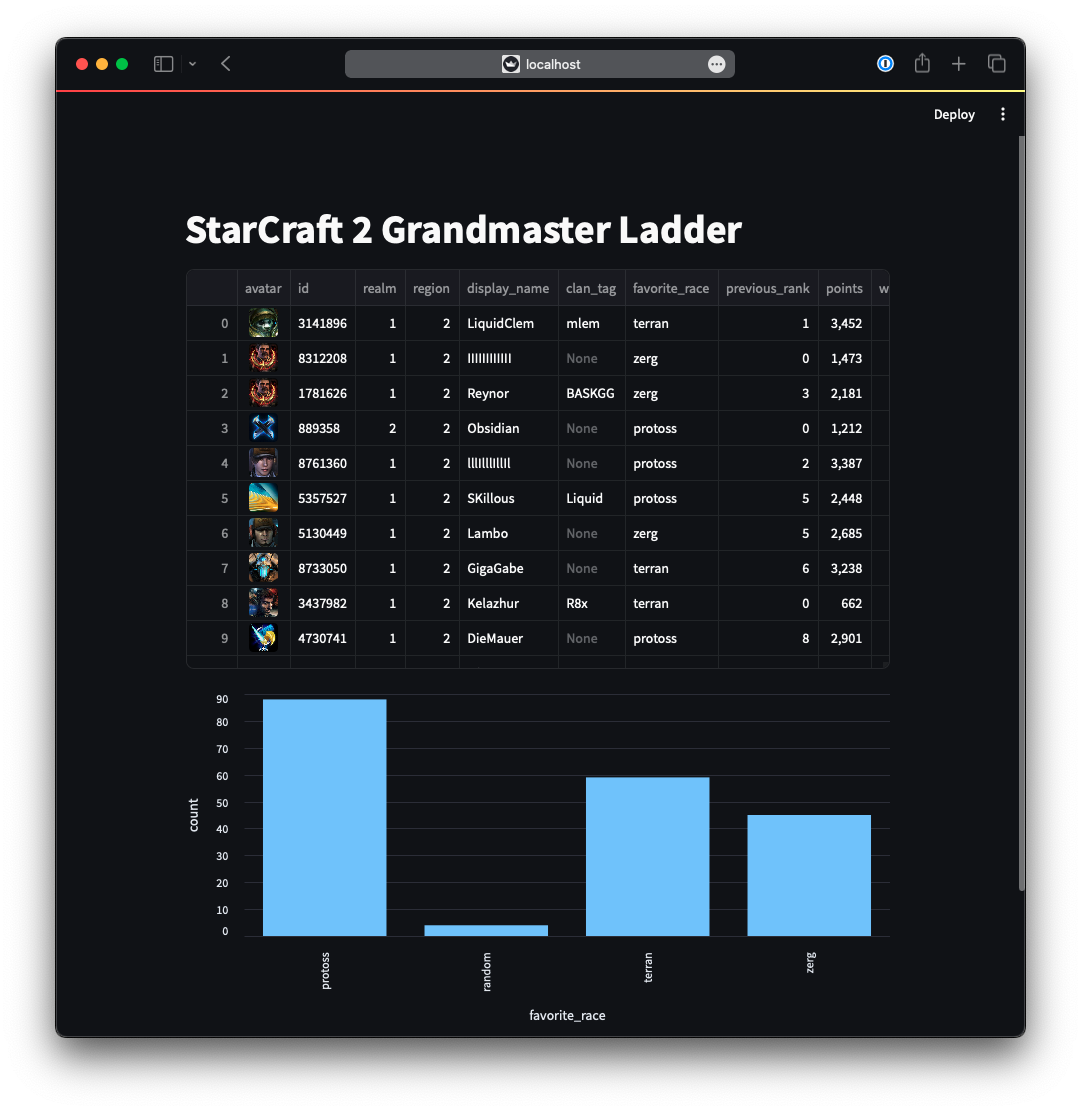 localhost
Deploy
StarCraft 2 Grandmaster Ladder
avatar id realm region display_name clan_tag favorite_race previous_rank points w
0 3141896 1 2 LiquidClem mlem terran 1 3,452
1 8312208 1 2 IIIIIIIIIIII None zerg 0 1,473
2 1781626 1 2 Reynor BASKGG zerg 3 2,181
3 889358 2 2 Obsidian None protoss 0 1,212
4 8761360 1 2 None protoss 2 3,387
5 5357527 1 2 SKillous Liquid protoss 5 2,448
6 5130449 1 2 Lambo None zerg 5 2,685
7 8733050 1 2 GigaGabe None terran 6 3,238
8 3437982 1 2 Kelazhur R8x terran 0 662
9 4730741 1 2 DieMauer None protoss 8 2,901
90
80
70
60
50
40
30
20
10
0
count
protoss random terran zerg
favorite_race